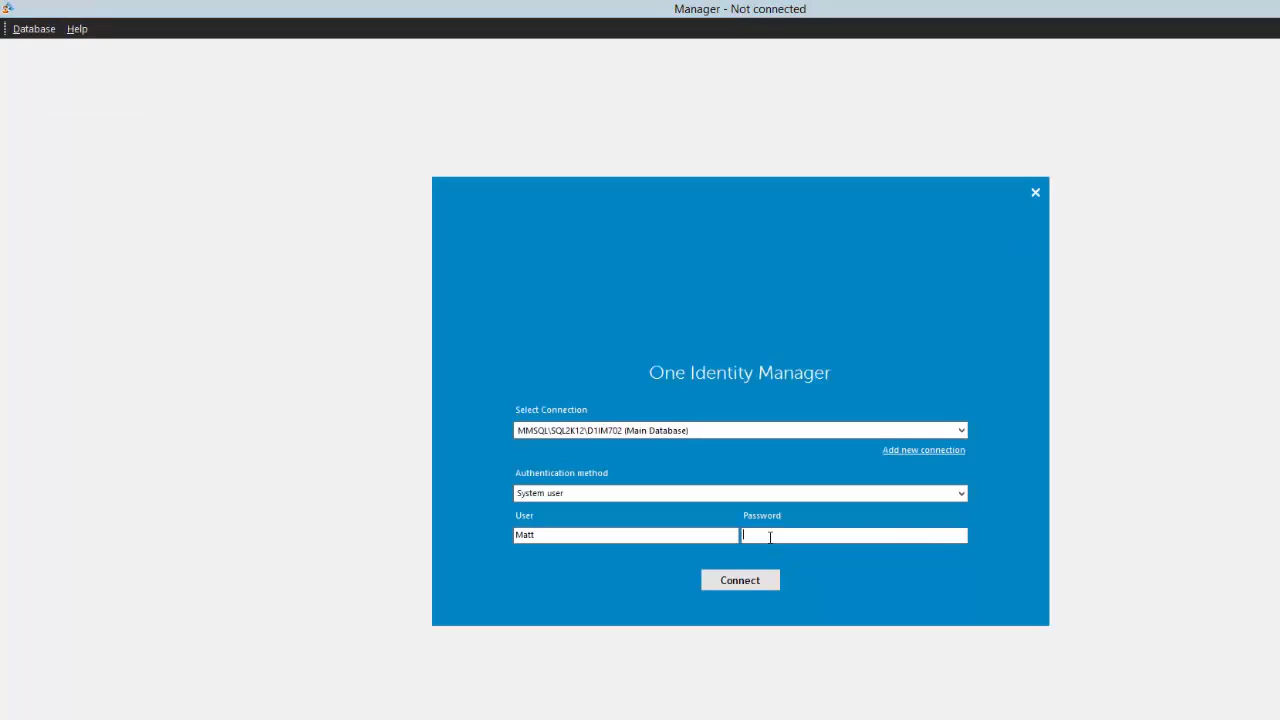 Manager - Not connected
Database Help
One Identity Manager
Select Connection
MMSQL\SQL2K12\D1IM702 (Main Database)
Add new connection
Authentication method
System user
User Password
Matt
Connect